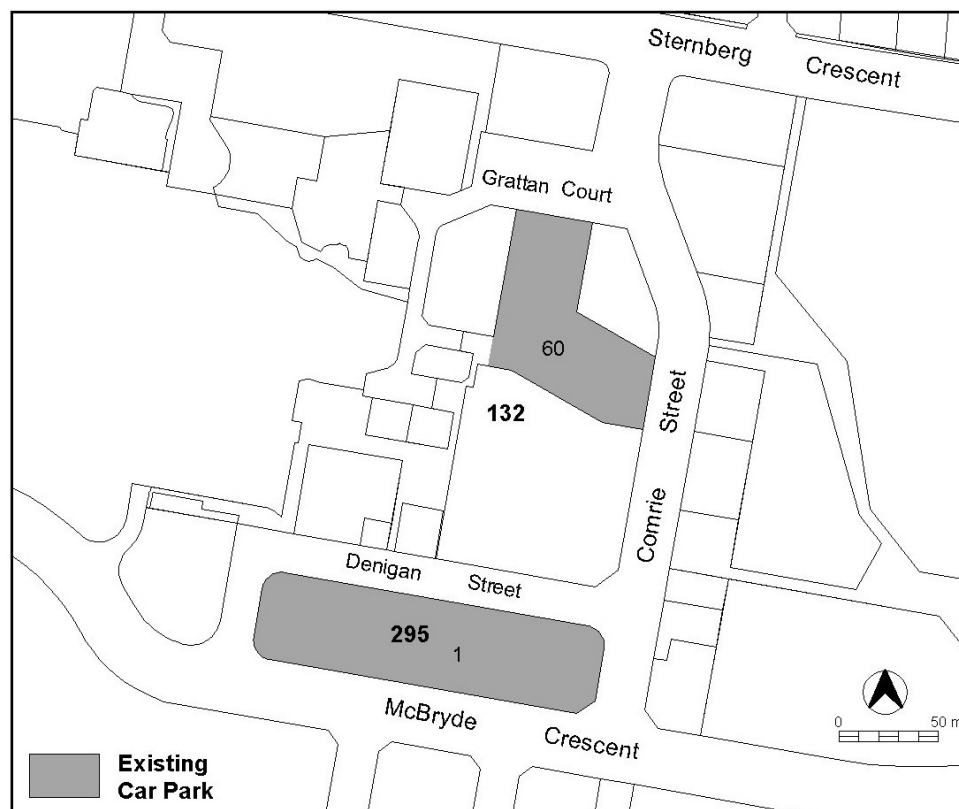 Sternberg Crescent
Grattan Court
60
132
Comrie Street
Denigan Street
295
1
McBryde Crescent
0 50 m
Existing
Car Park